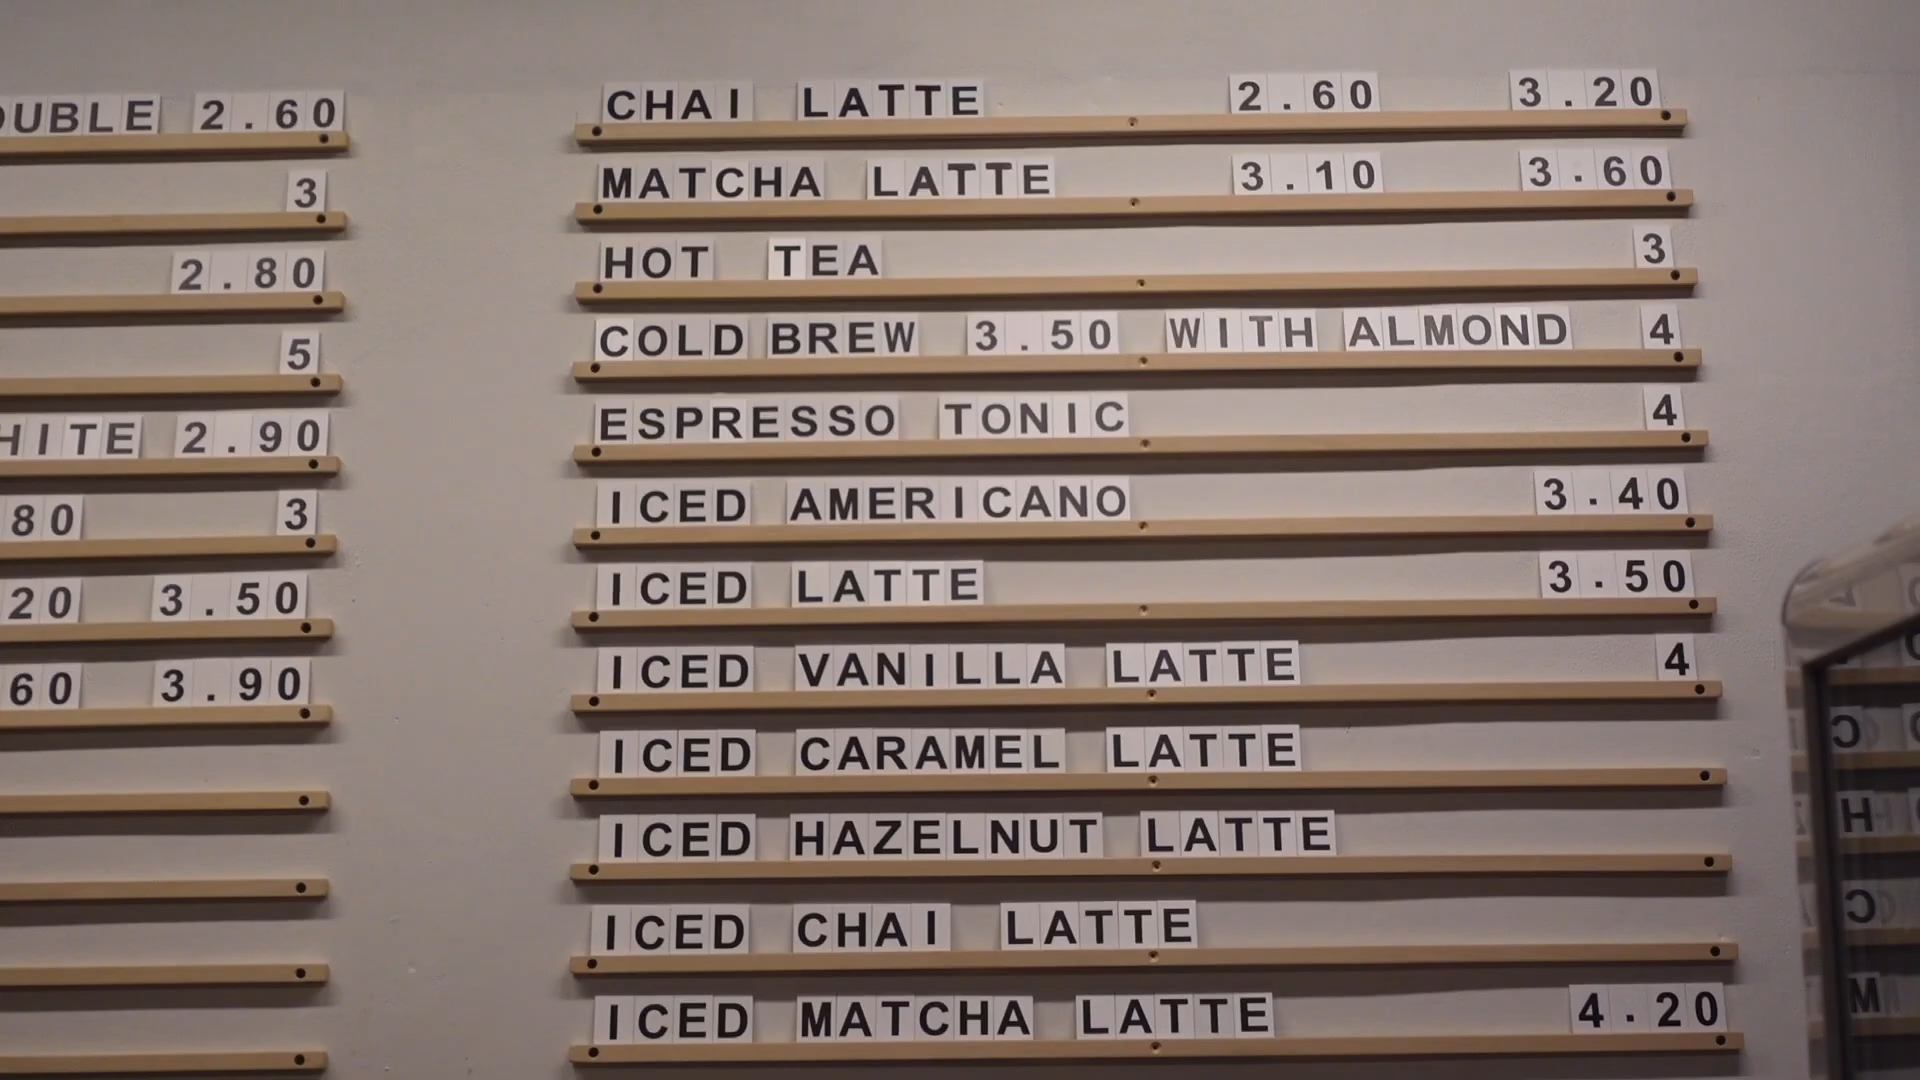 2.60
3
2.80
5
2.90
80 3
20 3.50
60 3.90
CHAI LATTE 2.60 3.20
MATCHA LATTE 3.10 3.60
HOT TEA 3
COLD BREW 3.50 WITH ALMOND 4
ESPRESSO TONIC 4
ICED AMERICANO 3.40
ICED LATTE 3.50
ICED VANILLA LATTE 4
ICED CARAMEL LATTE
ICED HAZELNUT LATTE
ICED CHAI LATTE
ICED MATCHA LATTE 4.20